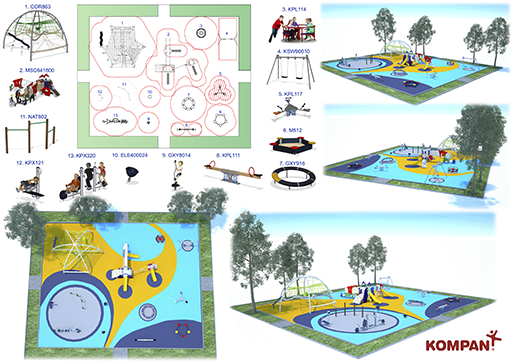 1. COR863
3. KPL114
2. MSC641800
4. KSW90010
5. KPL117
11. NAT802
6. M512
12. KPX121
13. KPX320
10. ELE400024
9. GXY8014
8. KPL111
7. GXY916
KOMPAN